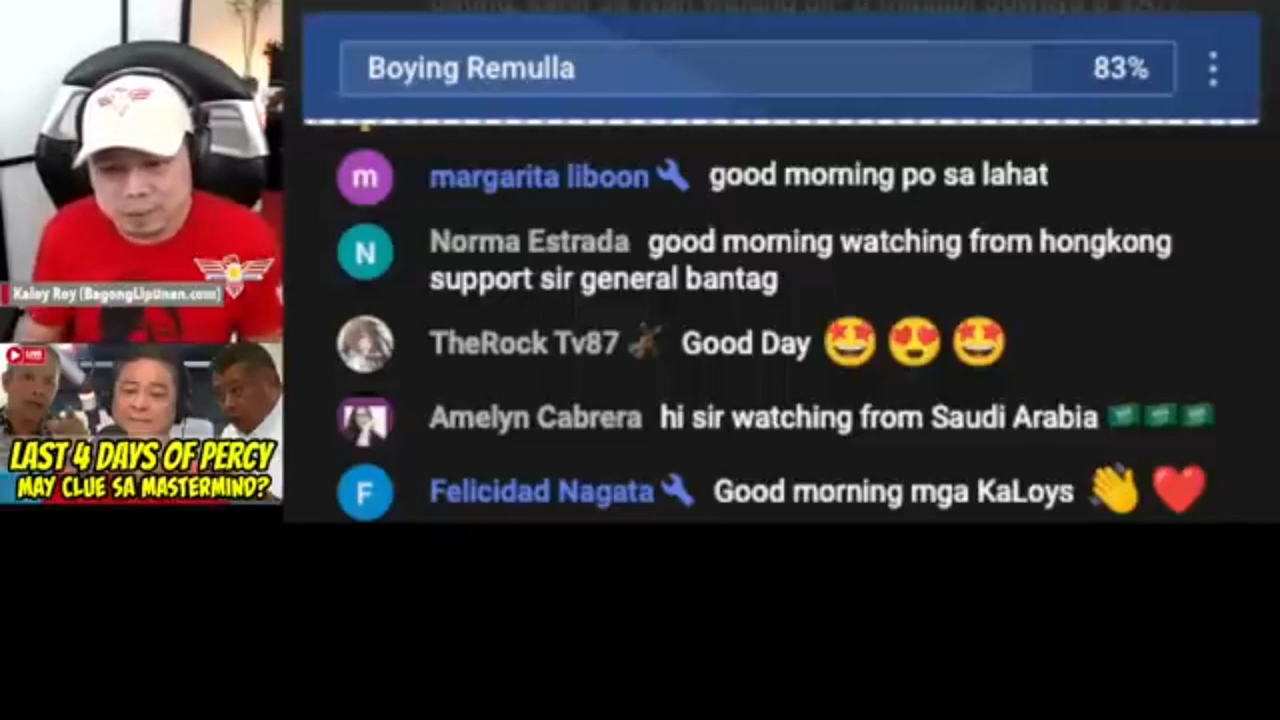 Boying Remulla 83%
m margarita liboon good morning po sa lahat
N Norma Estrada good morning watching from hongkong
support sir general bantag
TheRock Tv87 Good Day
Amelyn Cabrera hi sir watching from Saudi Arabia
F Felicidad Nagata Good morning mga KaLoys
Kaloy Roy (BagongLipUnan.com)
LIVE
LAST 4 DAYS OF PERCY
MAY CLUE SA MASTERMIND?